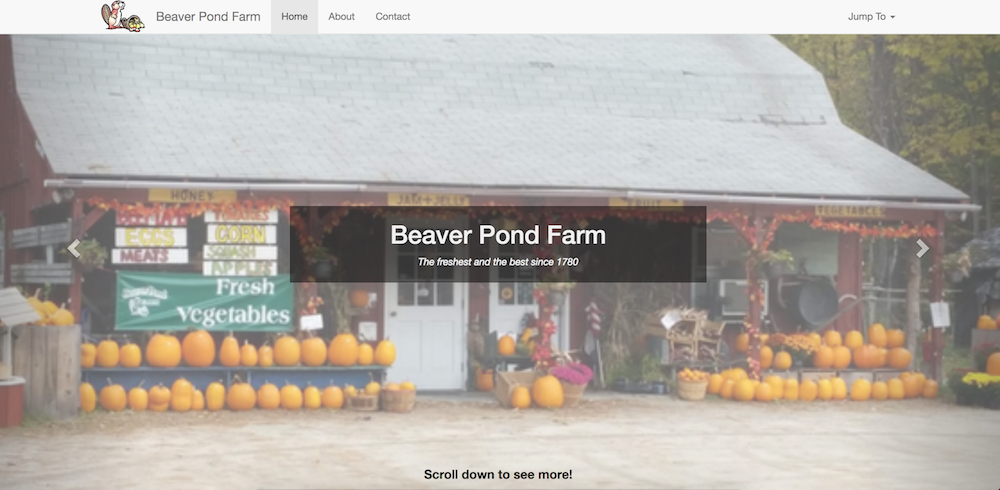 Beaver Pond Farm
Home
About
Contact
Jump To
HONEY
JAM+JELLY
FRUIT
VEGETABLES
TOMATOES
EGGS
CORN
MEATS
SQUASH
APPLES
Fresh
Vegetables
Beaver Pond Farm
The freshest and the best since 1780
Scroll down to see more!